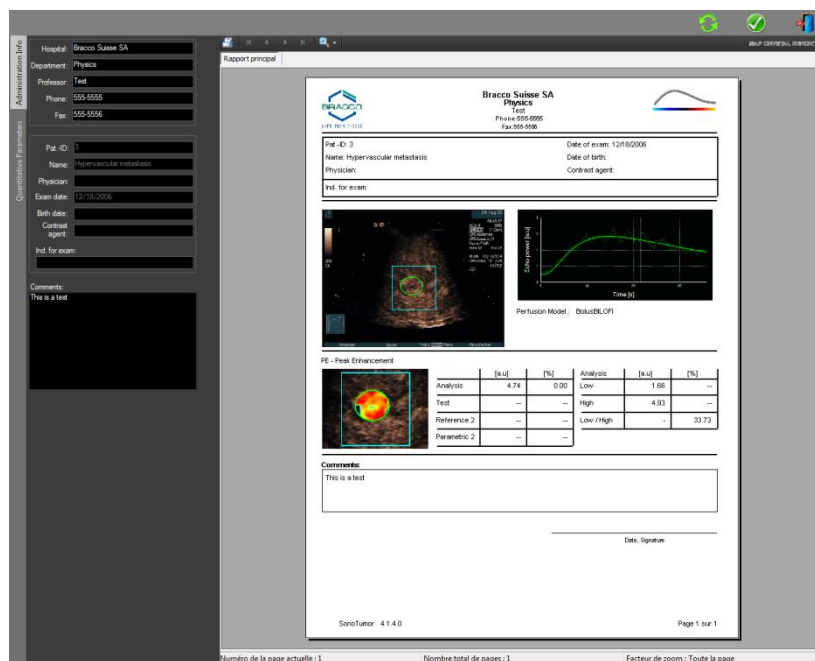 Administration Info
Quantitative Parameters
Hospital: Bracco Suisse SA
Department: Physics
Professor: Test
Phone: 555-5555
Fax: 555-5556
Pat.-ID: 3
Name: Hypervascular metastasis
Physician:
Exam date: 12/18/2006
Birth date:
Contrast
agent:
Ind. for exam:
Comments:
This is a test
Rapport principal
BRACCO
LIFE FROM INSIDE
Bracco Suisse SA
Physics
Test
Phone:555-5555
Fax:555-5556
Pat.-ID: 3
Date of exam: 12/18/2006
Name: Hypervascular metastasis
Date of birth:
Physician:
Contrast agent:
Ind. for exam:
Echo-power [a.u]
Time [s]
Perfusion Model : BolusBILOFI
PE - Peak Enhancement
[a.u] [%] Analysis [a.u] [%]
Analysis 4.74 0.00 Low 1.66 --
Test -- -- High 4.93 --
Reference 2 -- -- Low / High - 33.73
Parametric 2 -- --
Comments:
This is a test
Date, Signature
SonoTumor 4.1.4.0
Page 1 sur 1
Numéro de la page actuelle : 1
Nombre total de pages : 1
Facteur de zoom : Toute la page